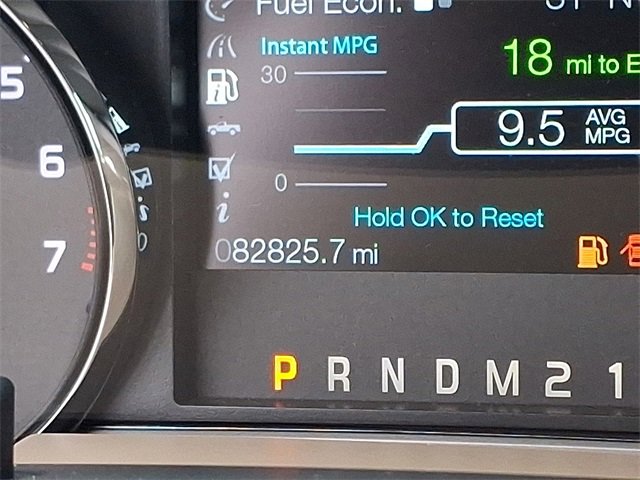 Fuel Econ.
Instant MPG
30
18 mi to E
9.5 AVG MPG
0
Hold OK to Reset
082825.7 mi
5
6
7
P R N D M 2 1